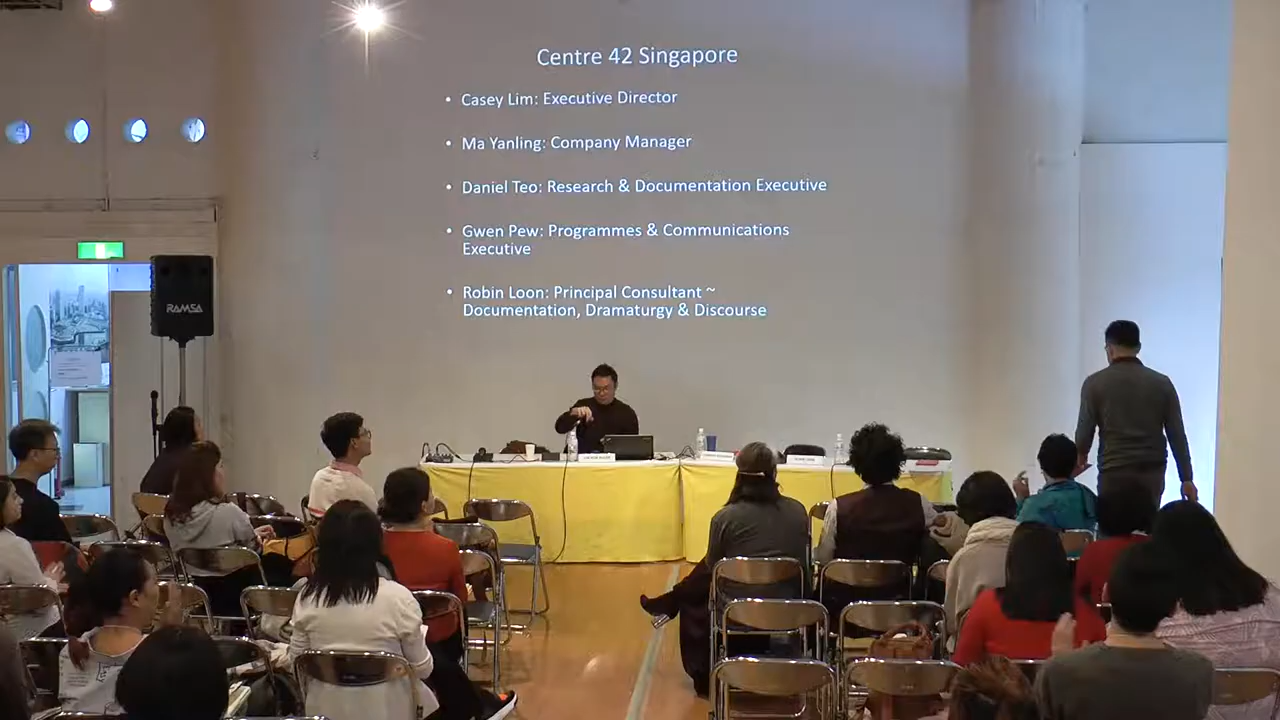 Centre 42 Singapore
• Casey Lim: Executive Director
• Ma Yanling: Company Manager
• Daniel Teo: Research & Documentation Executive
• Gwen Pew: Programmes & Communications
Executive
• Robin Loon: Principal Consultant ~
Documentation, Dramaturgy & Discourse
RAMSA